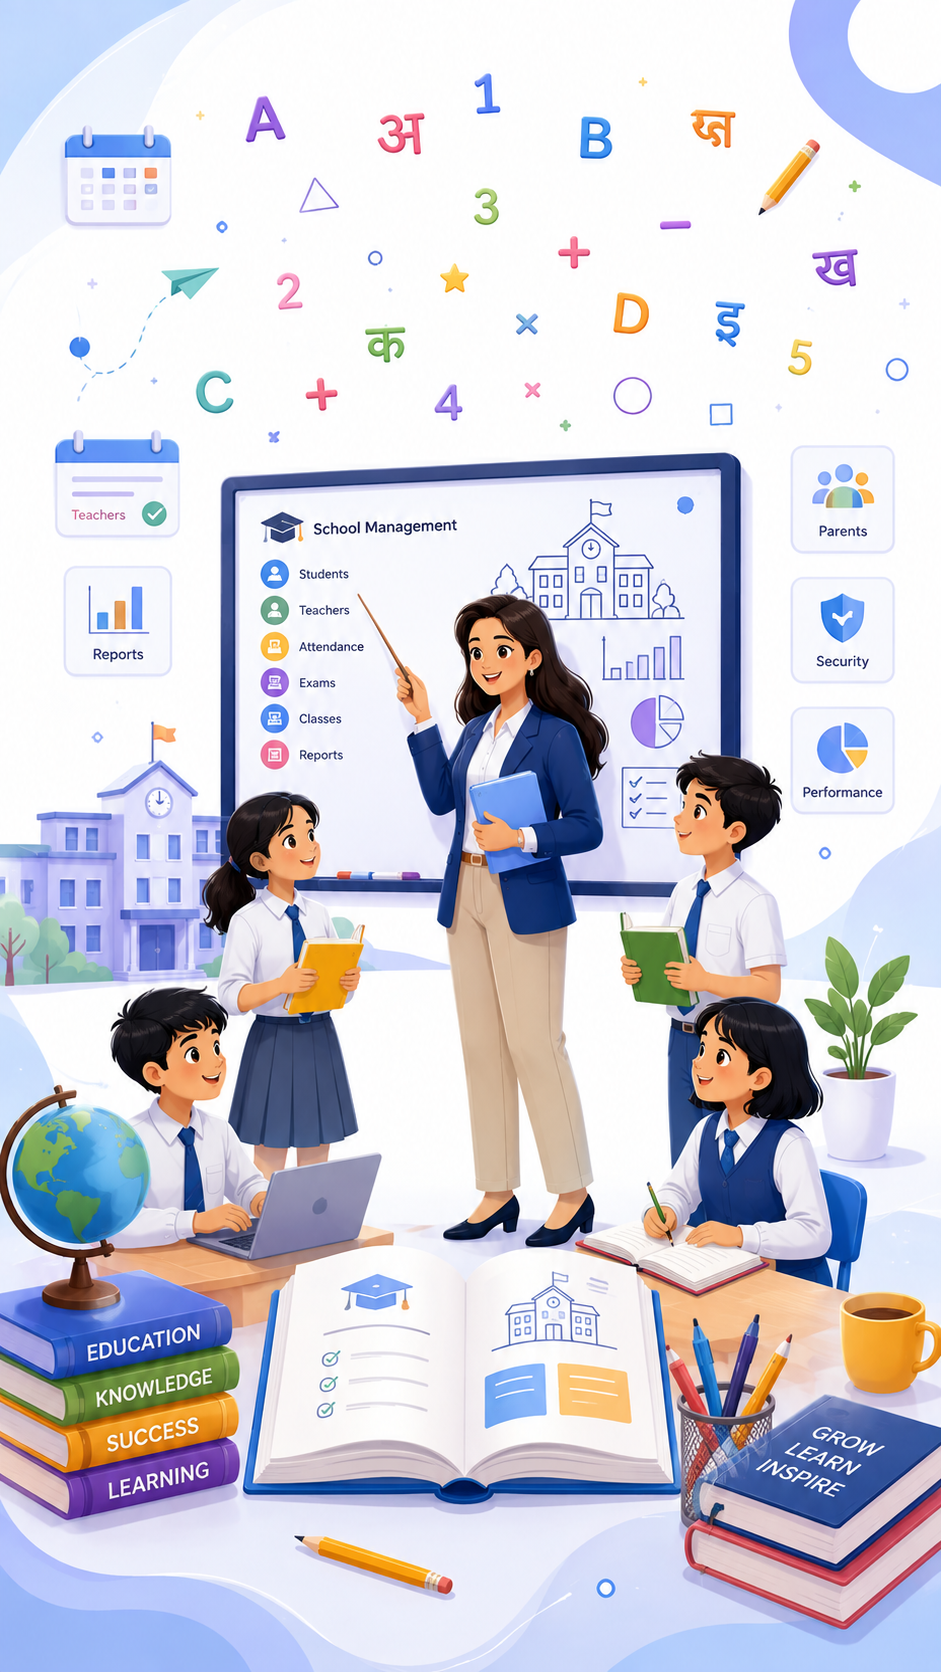 A
अ
1
B
3
2
ख
क
D
इ
5
C
4
School Management
Students
Teachers
Attendance
Exams
Classes
Reports
Teachers
Reports
Parents
Security
Performance
EDUCATION
KNOWLEDGE
SUCCESS
LEARNING
GROW
LEARN
INSPIRE